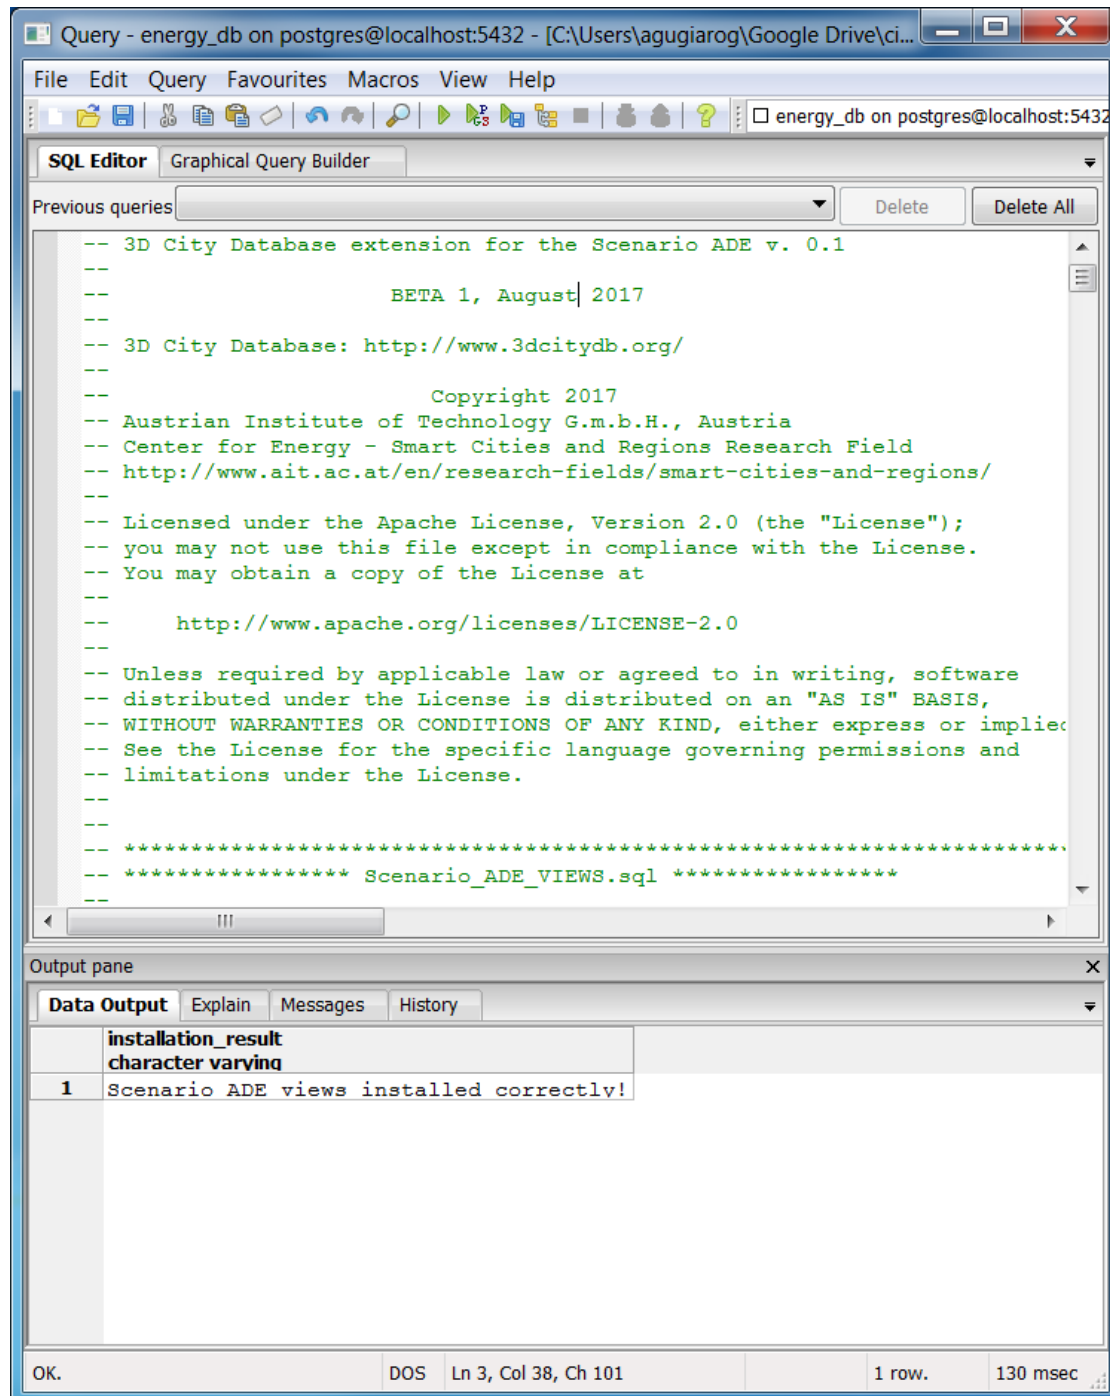 Query - energy_db on postgres@localhost:5432 - [C:\Users\agugiarog\Google Drive\ci...
File Edit Query Favourites Macros View Help
energy_db on postgres@localhost:5432
SQL Editor Graphical Query Builder
Previous queries Delete Delete All
-- 3D City Database extension for the Scenario ADE v. 0.1
--
-- BETA 1, August 2017
--
-- 3D City Database: http://www.3dcitydb.org/
--
-- Copyright 2017
-- Austrian Institute of Technology G.m.b.H., Austria
-- Center for Energy - Smart Cities and Regions Research Field
-- http://www.ait.ac.at/en/research-fields/smart-cities-and-regions/
--
-- Licensed under the Apache License, Version 2.0 (the "License");
-- you may not use this file except in compliance with the License.
-- You may obtain a copy of the License at
--
-- http://www.apache.org/licenses/LICENSE-2.0
--
-- Unless required by applicable law or agreed to in writing, software
-- distributed under the License is distributed on an "AS IS" BASIS,
-- WITHOUT WARRANTIES OR CONDITIONS OF ANY KIND, either express or implied
-- See the License for the specific language governing permissions and
-- limitations under the License.
--
--
-- ***********************************************************************
-- ***************** Scenario_ADE_VIEWS.sql *****************
--
Output pane
Data Output Explain Messages History
installation_result
character varying
1 Scenario ADE views installed correctly!
OK. DOS Ln 3, Col 38, Ch 101 1 row. 130 msec